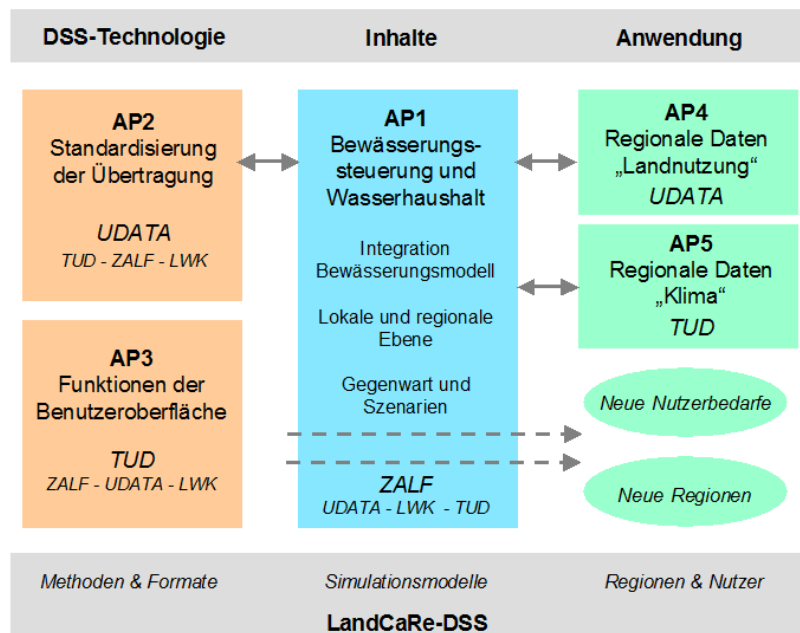 DSS-Technologie
Inhalte
Anwendung
AP2
Standardisierung
der Übertragung
UDATA
TUD - ZALF - LWK
AP3
Funktionen der
Benutzeroberfläche
TUD
ZALF - UDATA - LWK
AP1
Bewässerungs-
steuerung und
Wasserhaushalt
Integration
Bewässerungsmodell
Lokale und regionale
Ebene
Gegenwart und
Szenarien
ZALF
UDATA - LWK - TUD
AP4
Regionale Daten
„Landnutzung“
UDATA
AP5
Regionale Daten
„Klima“
TUD
Neue Nutzerbedarfe
Neue Regionen
Methoden & Formate
Simulationsmodelle
Regionen & Nutzer
LandCaRe-DSS